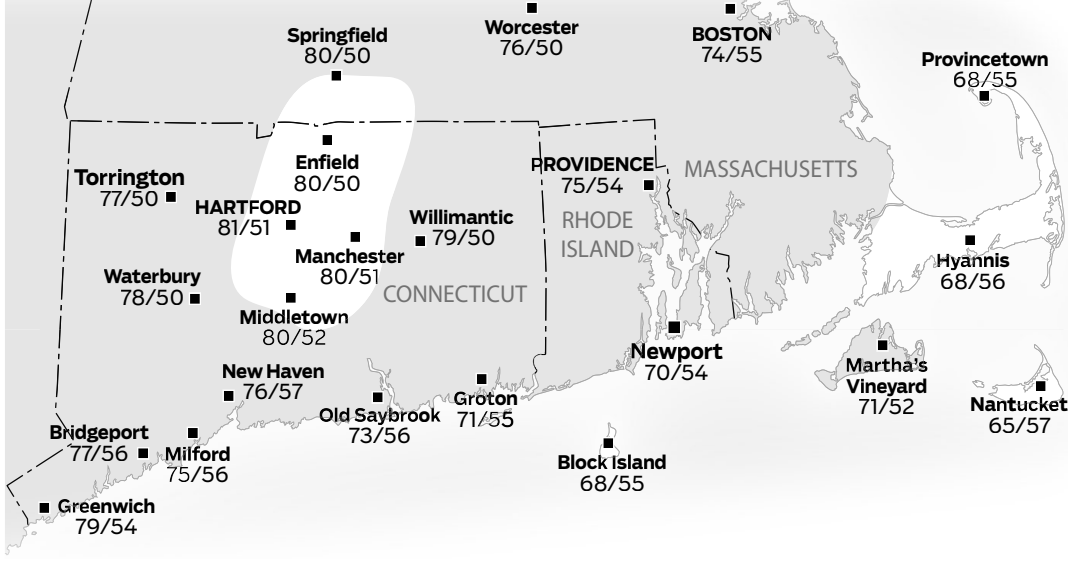 Springfield
80/50
Worcester
76/50
BOSTON
74/55
Provincetown
68/55
Enfield
80/50
PROVIDENCE
75/54
MASSACHUSETTS
Torrington
77/50
HARTFORD
81/51
Willimantic
79/50
RHODE
ISLAND
Manchester
80/51
Hyannis
68/56
Waterbury
78/50
CONNECTICUT
Middletown
80/52
Newport
70/54
Martha's
Vineyard
71/52
New Haven
76/57
Old Saybrook
73/56
Groton
71/55
Nantucket
65/57
Bridgeport
77/56
Milford
75/56
Block Island
68/55
Greenwich
79/54